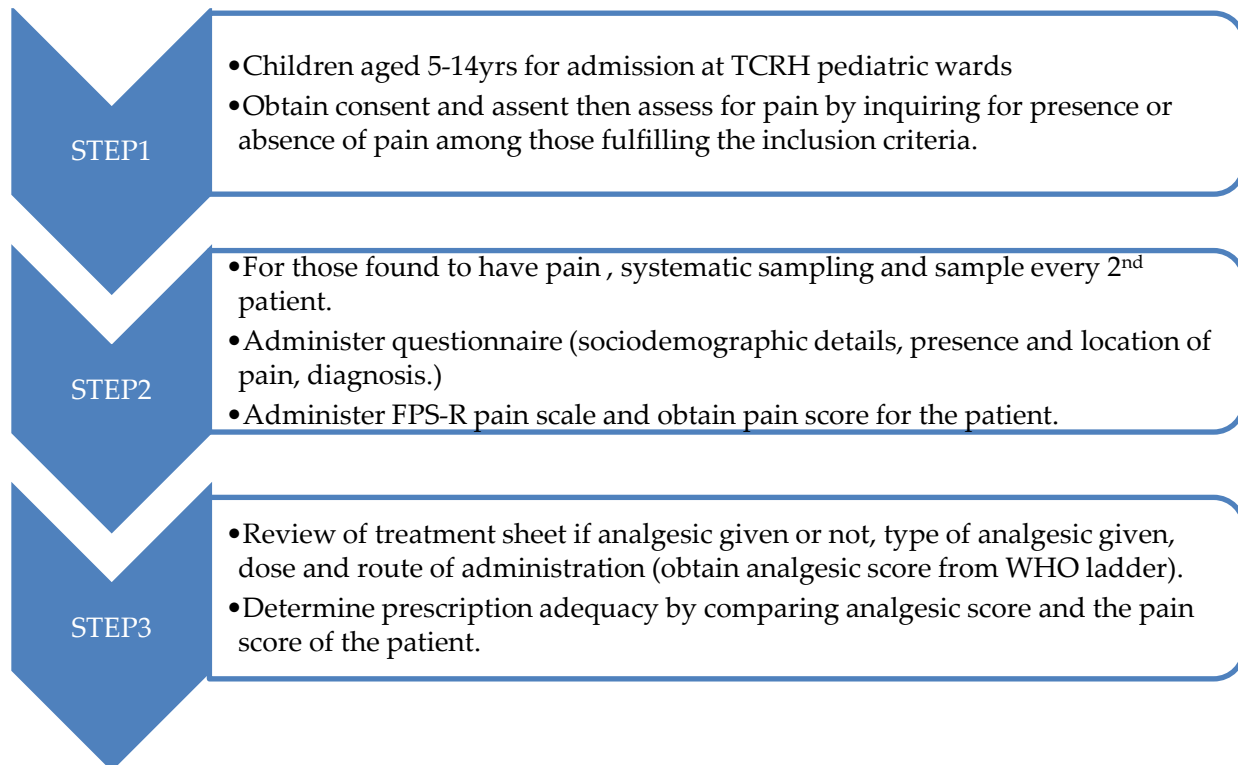 STEP1
•Children aged 5-14yrs for admission at TCRH pediatric wards
•Obtain consent and assent then assess for pain by inquiring for presence or
absence of pain among those fulfilling the inclusion criteria.
STEP2
•For those found to have pain , systematic sampling and sample every 2nd
patient.
•Administer questionnaire (sociodemographic details, presence and location of
pain, diagnosis.)
•Administer FPS-R pain scale and obtain pain score for the patient.
STEP3
•Review of treatment sheet if analgesic given or not, type of analgesic given,
dose and route of administration (obtain analgesic score from WHO ladder).
•Determine prescription adequacy by comparing analgesic score and the pain
score of the patient.